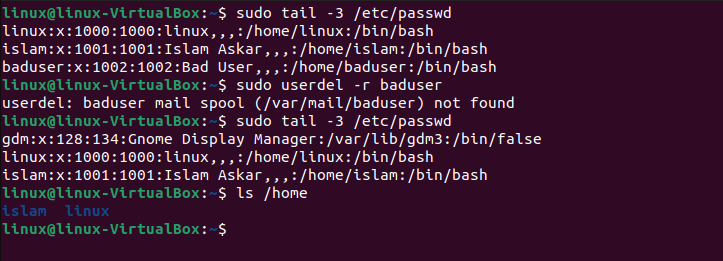 linux@linux-VirtualBox:~$ sudo tail -3 /etc/passwd
linux:x:1000:1000:linux,,,:/home/linux:/bin/bash
islam:x:1001:1001:Islam Askar,,,:/home/islam:/bin/bash
baduser:x:1002:1002:Bad User,,,:/home/baduser:/bin/bash
linux@linux-VirtualBox:~$ sudo userdel -r baduser
userdel: baduser mail spool (/var/mail/baduser) not found
linux@linux-VirtualBox:~$ sudo tail -3 /etc/passwd
gdm:x:128:134:Gnome Display Manager:/var/lib/gdm3:/bin/false
linux:x:1000:1000:linux,,,:/home/linux:/bin/bash
islam:x:1001:1001:Islam Askar,,,:/home/islam:/bin/bash
linux@linux-VirtualBox:~$ ls /home
islam  linux
linux@linux-VirtualBox:~$